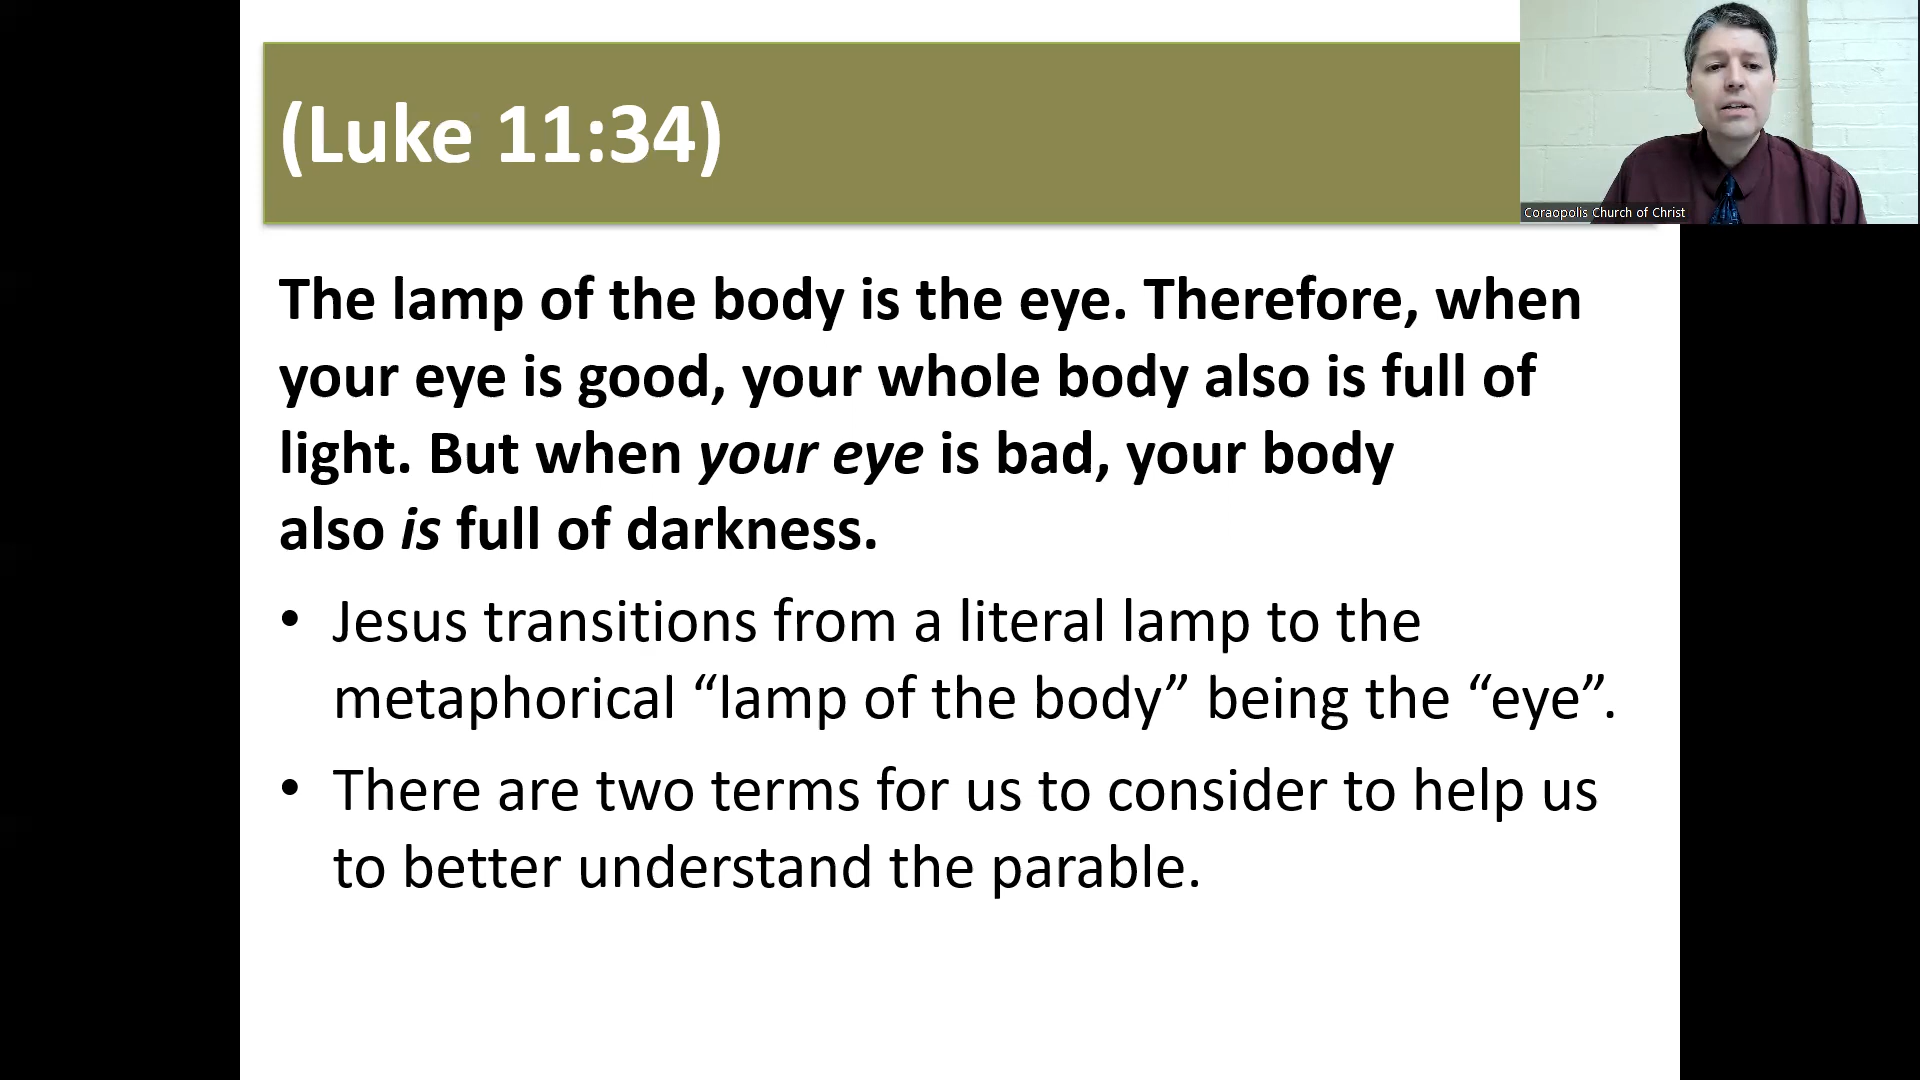 (Luke 11:34)
Coraopolis Church of Christ
The lamp of the body is the eye. Therefore, when
your eye is good, your whole body also is full of
light. But when your eye is bad, your body
also is full of darkness.
• Jesus transitions from a literal lamp to the
metaphorical “lamp of the body” being the “eye”.
• There are two terms for us to consider to help us
to better understand the parable.